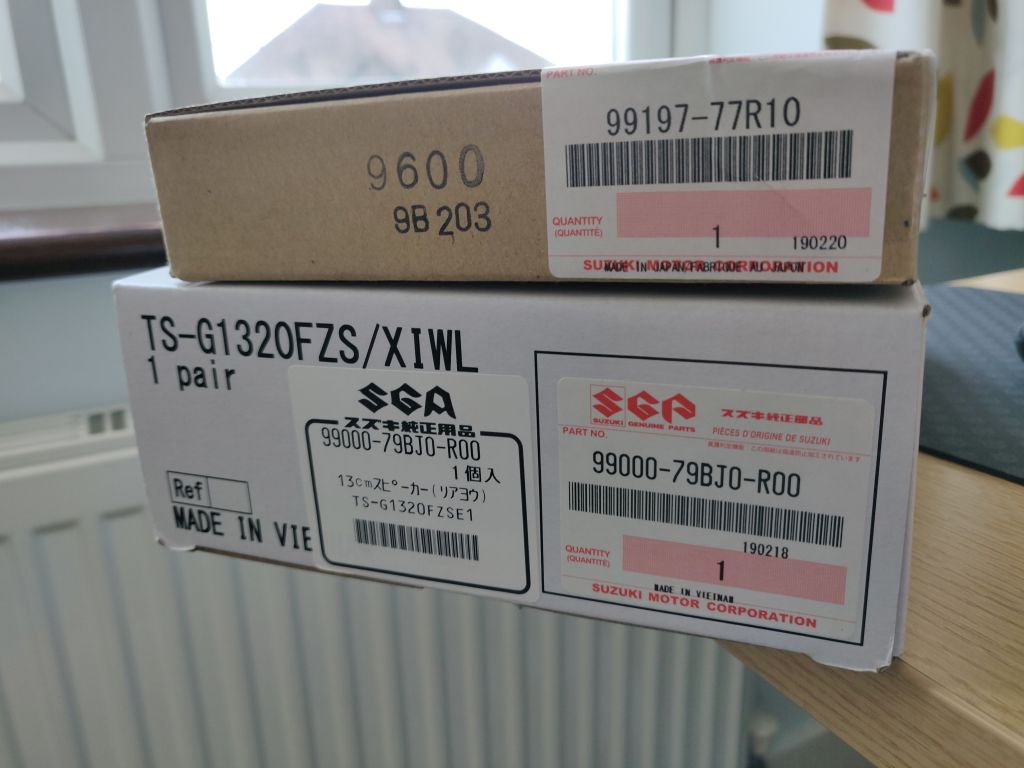 PART NO.
99197-77R10
9600
9B 203
QUANTITY
(QUANTITÉ)
1
190220
SUZUKI MOTOR CORPORATION
MADE IN JAPAN/FABRIQUE AU JAPON
TS-G1320FZS/XIWL
1 pair
Ref
MADE IN VIE
SGA
スズキ純正用品
99000-79BJ0-R00
1個入
13cmスピーカー(リアヨウ)
TS-G1320FZSE1
SGP
SUZUKI GENUINE PARTS
スズキ純正部品
PIÈCES D'ORIGINE DE SUZUKI
PART NO.
99000-79BJ0-R00
190218
QUANTITY
(QUANTITÉ)
1
MADE IN VIETNAM
SUZUKI MOTOR CORPORATION